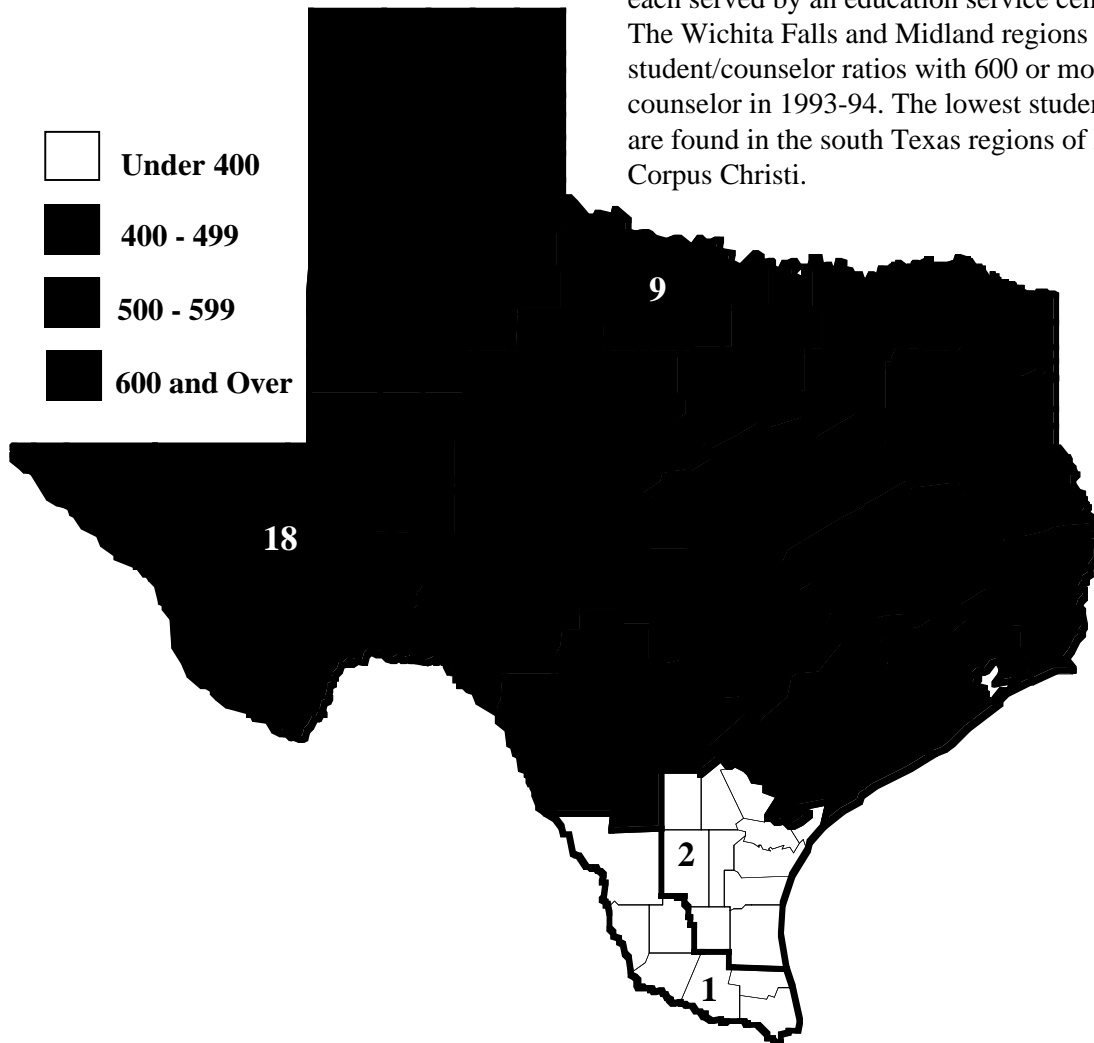 each served by an education service cen
The Wichita Falls and Midland regions
student/counselor ratios with 600 or mo
counselor in 1993-94. The lowest studen
are found in the south Texas regions of
Corpus Christi.
Under 400
400 - 499
500 - 599
600 and Over
9
18
2
1